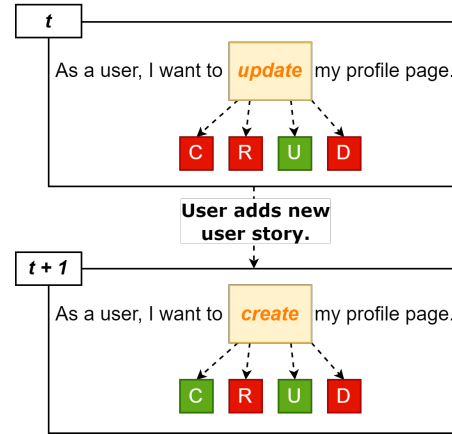 t
As a user, I want to update my profile page.
C R U D
User adds new
user story.
t + 1
As a user, I want to create my profile page.
C R U D